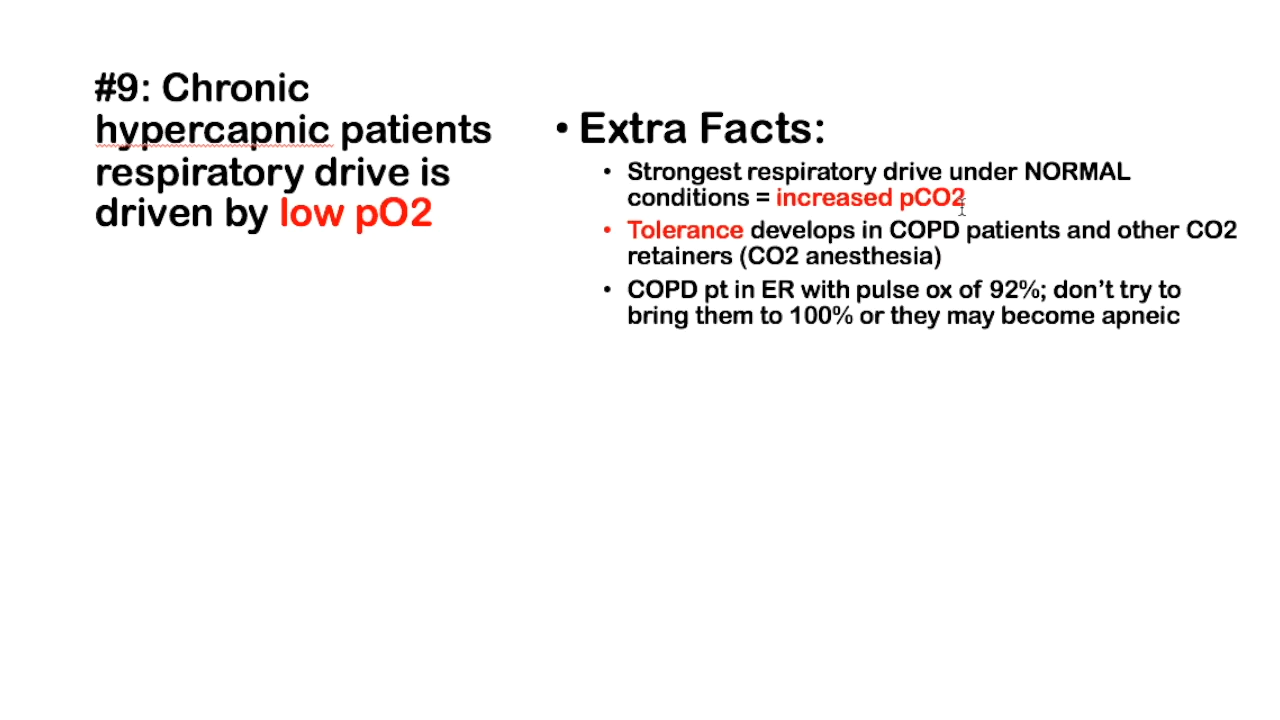 #9: Chronic
hypercapnic patients
respiratory drive is
driven by low pO2
• Extra Facts:
• Strongest respiratory drive under NORMAL
conditions = increased pCO2
• Tolerance develops in COPD patients and other CO2
retainers (CO2 anesthesia)
• COPD pt in ER with pulse ox of 92%; don’t try to
bring them to 100% or they may become apneic